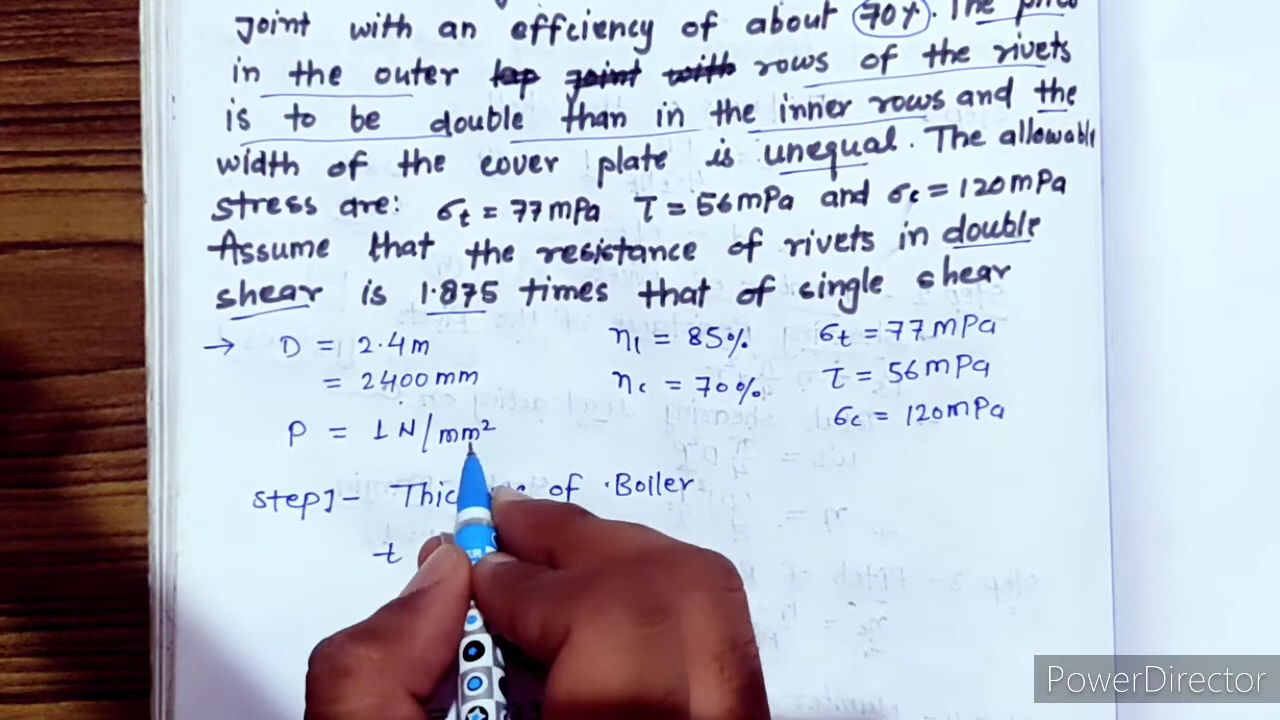 joint with an effciency of about 70%. The pitch
in the outer lap joint with rows of the rivets
is to be double than in the inner rows and the
width of the cover plate is unequal. The allowable
stress are: σt = 77 mPa τ = 56 mPa and σc = 120 mPa
Assume that the resistance of rivets in double
shear is 1.875 times that of single shear
→ D = 2.4 m ηl = 85% σt = 77 mPa
= 2400 mm ηc = 70% τ = 56 mPa
σc = 120 mPa
P = 1 N/mm²
step 1 - of Boiler
t
PowerDirector